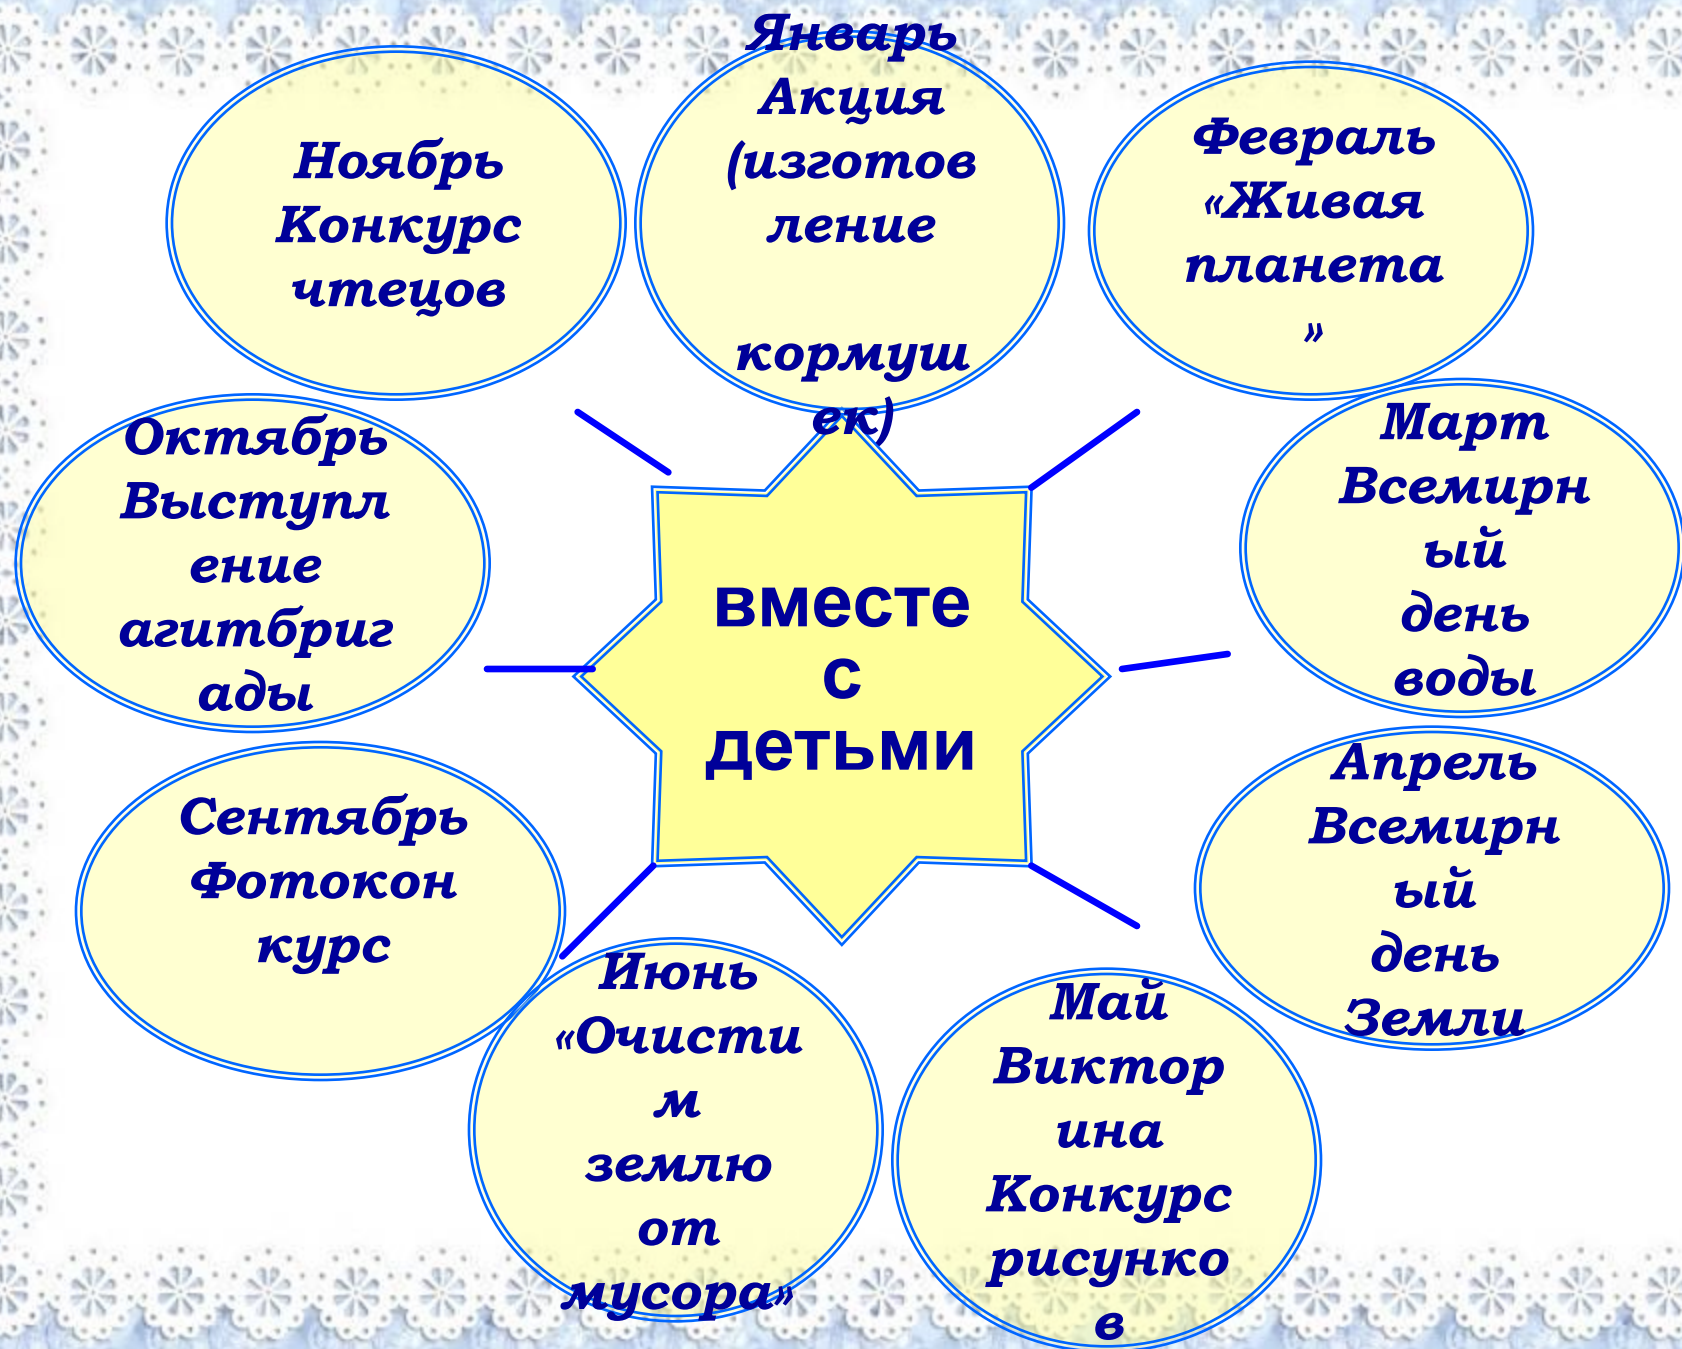 Январь
Акция
(изготов
ление
кормуш
ек)
Ноябрь
Конкурс
чтецов
Февраль
«Живая
планета
»
Октябрь
Выступл
ение
агитбриг
ады
Март
Всемирн
ый
день
воды
вместе
с
детьми
Сентябрь
Фотокон
курс
Апрель
Всемирн
ый
день
Земли
Июнь
«Очисти
м
землю
от
мусора»
Май
Виктор
ина
Конкурс
рисунко
в